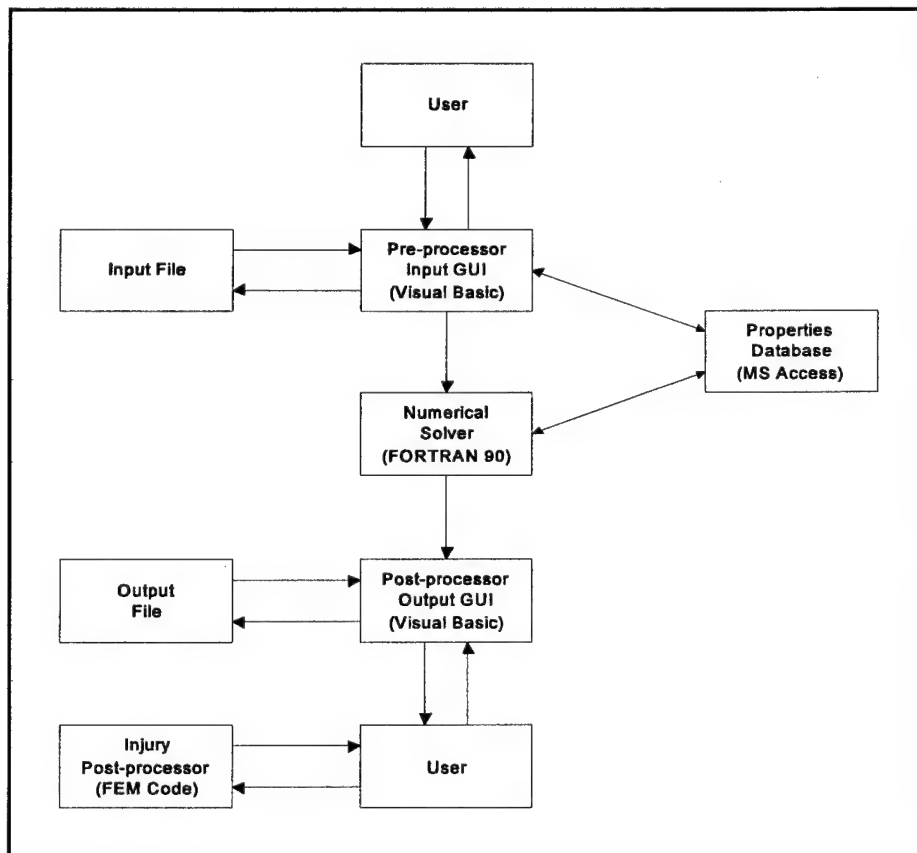 User
Input File
Pre-processor
Input GUI
(Visual Basic)
Properties
Database
(MS Access)
Numerical
Solver
(FORTRAN 90)
Output
File
Post-processor
Output GUI
(Visual Basic)
Injury
Post-processor
(FEM Code)
User